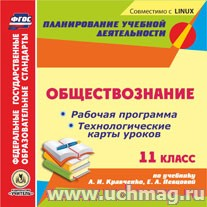 Совместимо с LINUX
ПЛАНИРОВАНИЕ УЧЕБНОЙ
ДЕЯТЕЛЬНОСТИ
ФГОС
ФЕДЕРАЛЬНЫЕ ГОСУДАРСТВЕННЫЕ
ОБРАЗОВАТЕЛЬНЫЕ СТАНДАРТЫ
ОБЩЕСТВОЗНАНИЕ
• Рабочая программа
• Технологические
карты уроков
11 КЛАСС
по учебнику
А. И. Кравченко, Е. А. Певцовой
УЧИТЕЛЬ
www.uchmag.ru